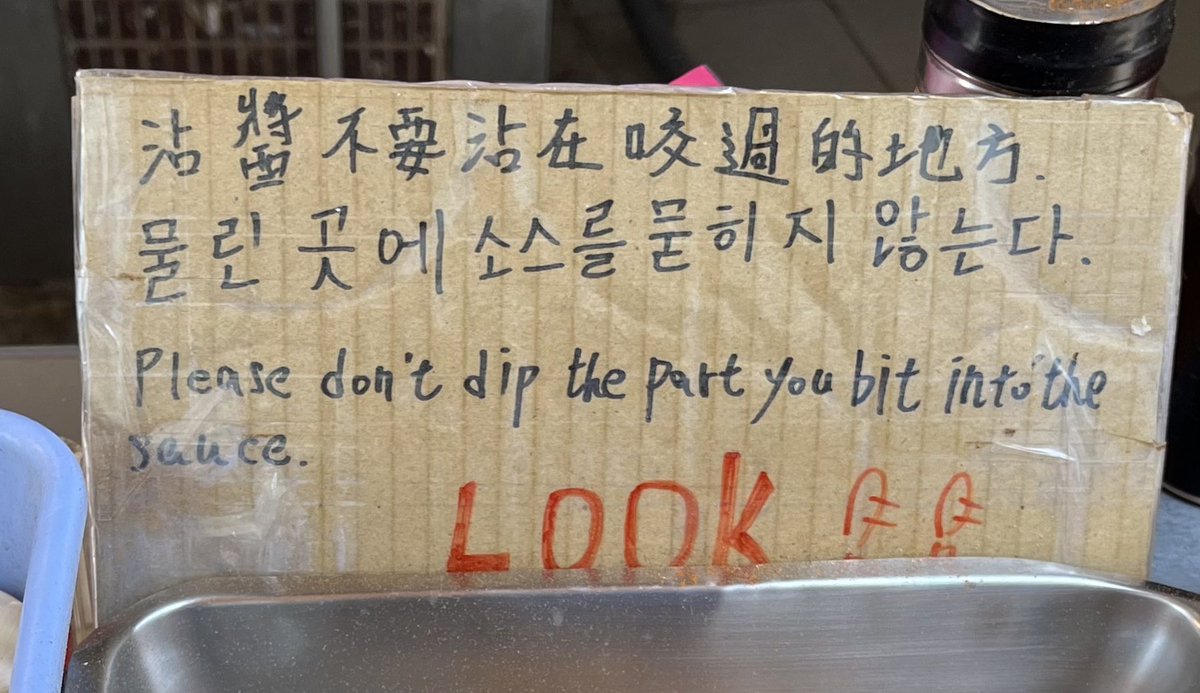 沾醬不要沾在咬過的地方.
물린 곳에 소스를 묻히지 않는다.
Please don't dip the part you bit into the
sauce.
LOOK